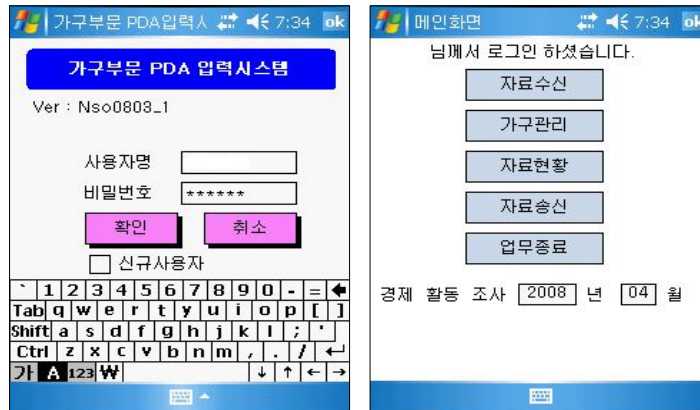 가구부문 PDA입력시 7:34 ok
가구부문 PDA 입력시스템
Ver : Nso0803_1
사용자명
비밀번호 ******
확인 취소
신규사용자
` 1 2 3 4 5 6 7 8 9 0 - =
Tab q w e r t y u i o p [ ]
Shift a s d f g h j k l ; '
Ctrl z x c v b n m , . /
가 A 123 ₩ ↓ ↑ ← →
메인화면 7:34 ok
님께서 로그인 하셨습니다.
자료수신
가구관리
자료현황
자료송신
업무종료
경제 활동 조사 2008 년 04 월